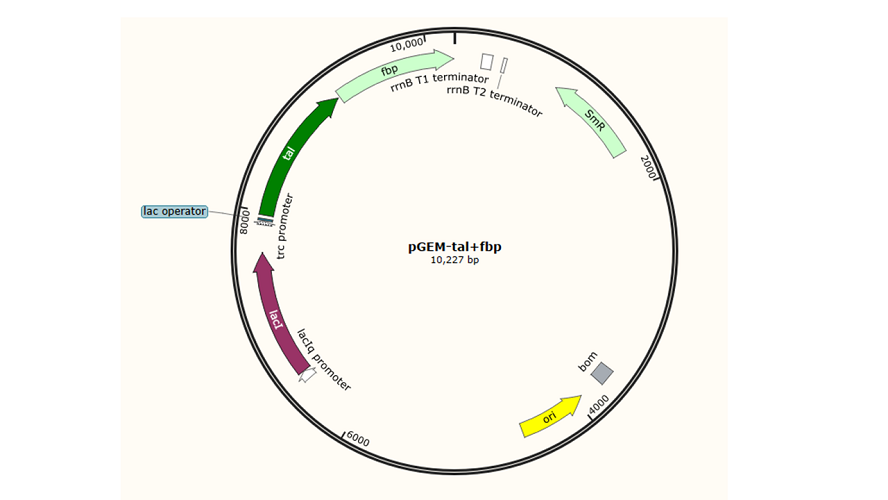 10,000
fbp
rrnB T1 terminator
rrnB T2 terminator
SmR
2000
tal
lac operator
8000
trc promoter
pGEM-tal+fbp
10,227 bp
lacI
lacIq promoter
bom
4000
ori
6000